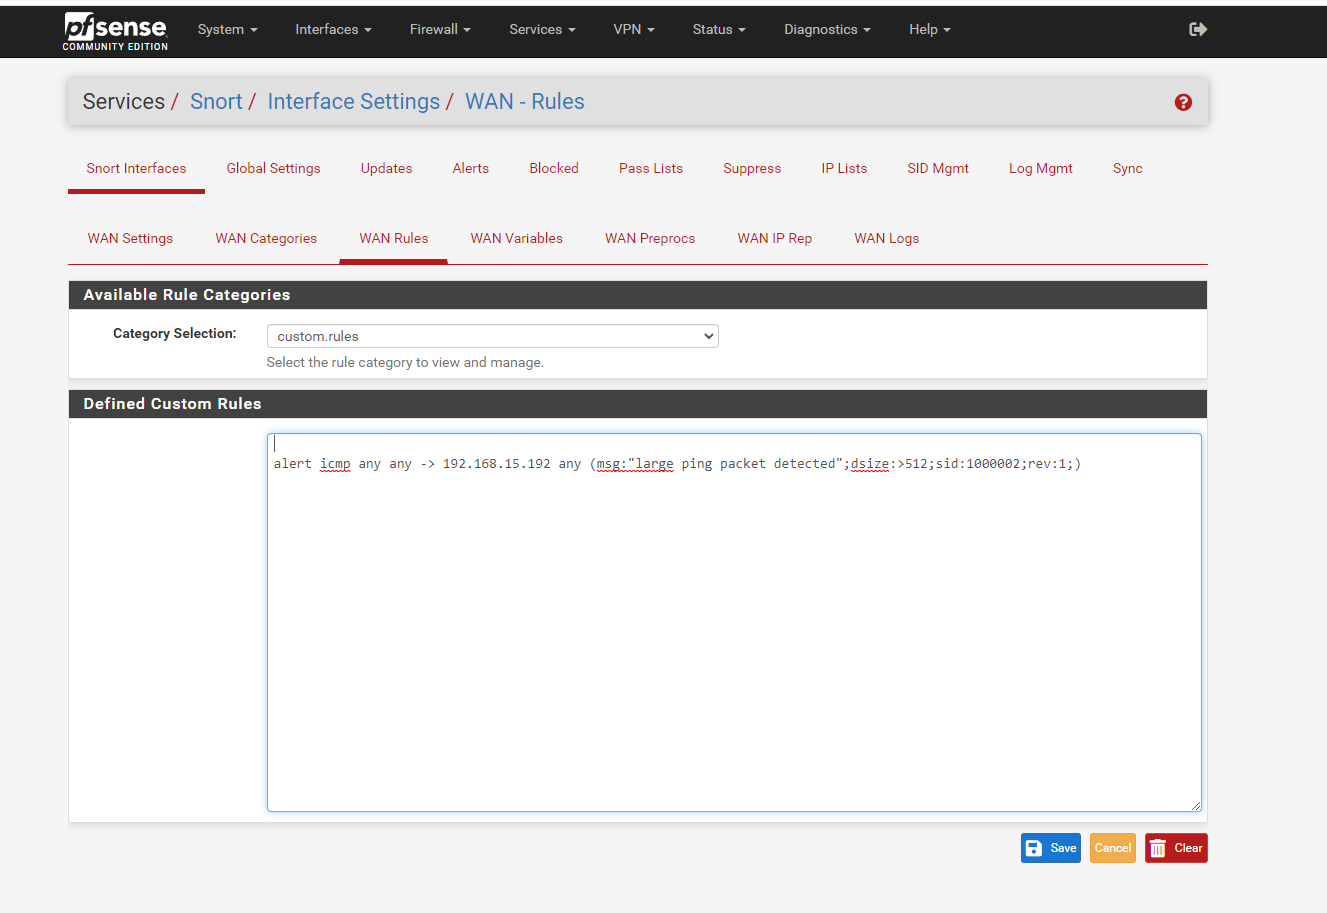 pfsense
COMMUNITY EDITION
System Interfaces Firewall Services VPN Status Diagnostics Help
Services / Snort / Interface Settings / WAN - Rules
Snort Interfaces Global Settings Updates Alerts Blocked Pass Lists Suppress IP Lists SID Mgmt Log Mgmt Sync
WAN Settings WAN Categories WAN Rules WAN Variables WAN Preprocs WAN IP Rep WAN Logs
Available Rule Categories
Category Selection: custom.rules
Select the rule category to view and manage.
Defined Custom Rules
alert icmp any any -> 192.168.15.192 any (msg:"large ping packet detected";dsize:>512;sid:1000002;rev:1;)
Save Cancel Clear